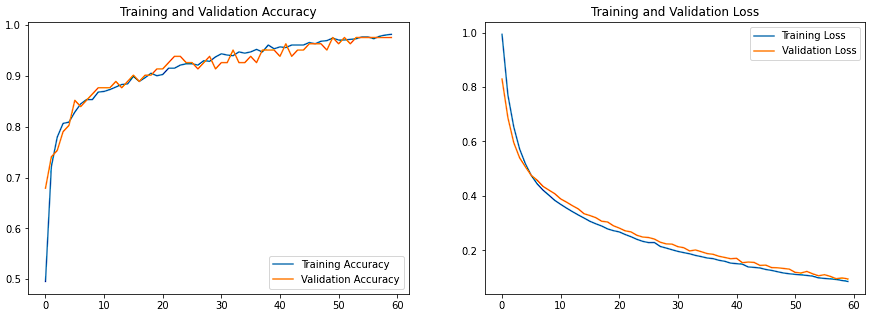 Training and Validation Accuracy
1.0
0.9
0.8
0.7
0.6
0.5
0 10 20 30 40 50 60
Training Accuracy
Validation Accuracy
Training and Validation Loss
1.0
0.8
0.6
0.4
0.2
0 10 20 30 40 50 60
Training Loss
Validation Loss